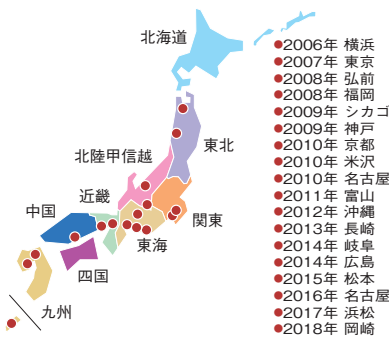 北海道
東北
北陸甲信越
近畿
中国
関東
東海
四国
九州
●2006年 横浜
●2007年 東京
●2008年 弘前
●2008年 福岡
●2009年 シカゴ
●2009年 神戸
●2010年 京都
●2010年 米沢
●2010年 名古屋
●2011年 富山
●2012年 沖縄
●2013年 長崎
●2014年 岐阜
●2014年 広島
●2015年 松本
●2016年 名古屋
●2017年 浜松
●2018年 岡崎